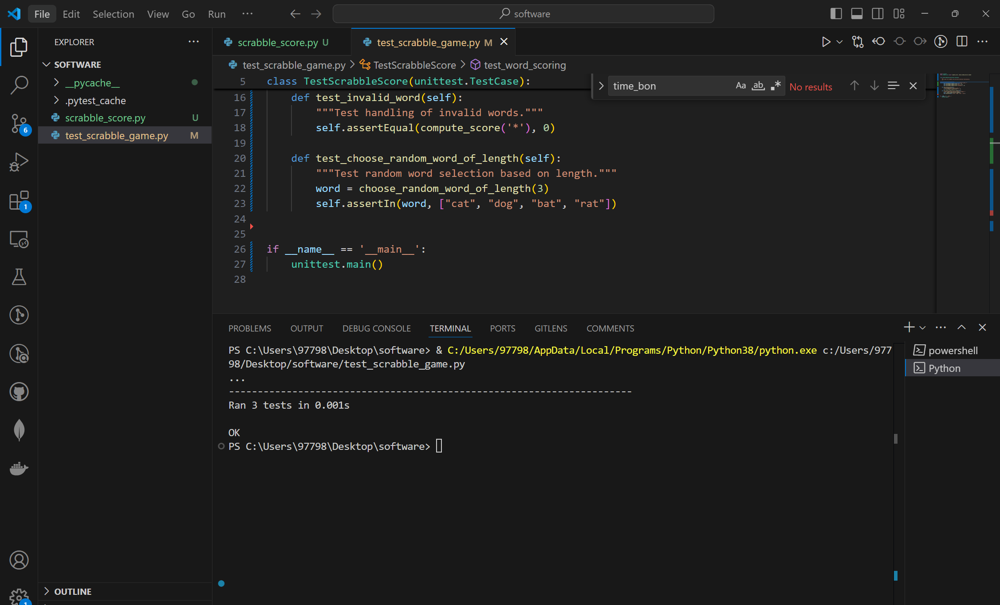 File Edit Selection View Go Run ··· software
EXPLORER ···
SOFTWARE
__pycache__
.pytest_cache
scrabble_score.py U
test_scrabble_game.py M
6
1
1
OUTLINE
scrabble_score.py U test_scrabble_game.py M
test_scrabble_game.py > TestScrabbleScore > test_word_scoring
time_bon Aa ab .* No results
5 class TestScrabbleScore(unittest.TestCase):
16 def test_invalid_word(self):
17 """Test handling of invalid words."""
18 self.assertEqual(compute_score('*'), 0)
19
20 def test_choose_random_word_of_length(self):
21 """Test random word selection based on length."""
22 word = choose_random_word_of_length(3)
23 self.assertIn(word, ["cat", "dog", "bat", "rat"])
24
25
26 if __name__ == '__main__':
27 unittest.main()
28
PROBLEMS OUTPUT DEBUG CONSOLE TERMINAL PORTS GITLENS COMMENTS
PS C:\Users\97798\Desktop\software> & C:/Users/97798/AppData/Local/Programs/Python/Python38/python.exe c:/Users/977
98/Desktop/software/test_scrabble_game.py
...
----------------------------------------------------------------------
Ran 3 tests in 0.001s
OK
PS C:\Users\97798\Desktop\software>
powershell
Python